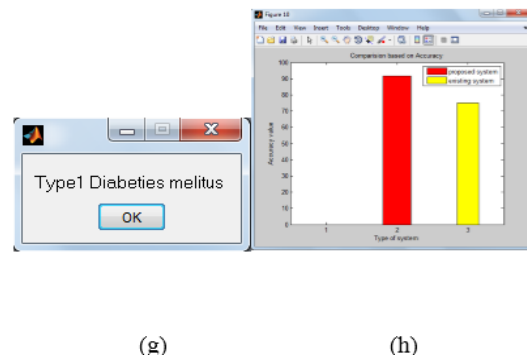 Figure 10
File Edit View Insert Tools Desktop Window Help
Comparision based on Accuracy
proposed system
existing system
100
90
80
70
60
50
40
30
20
10
0
Accuracy value
1 2 3
Type of system
Type1 Diabeties melitus
OK
(g) (h)